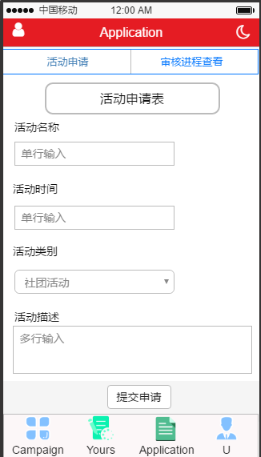 中国移动 12:00 AM
Application
活动申请 审核进程查看
活动申请表
活动名称
单行输入
活动时间
单行输入
活动类别
社团活动
活动描述
多行输入
提交申请
Campaign Yours Application U